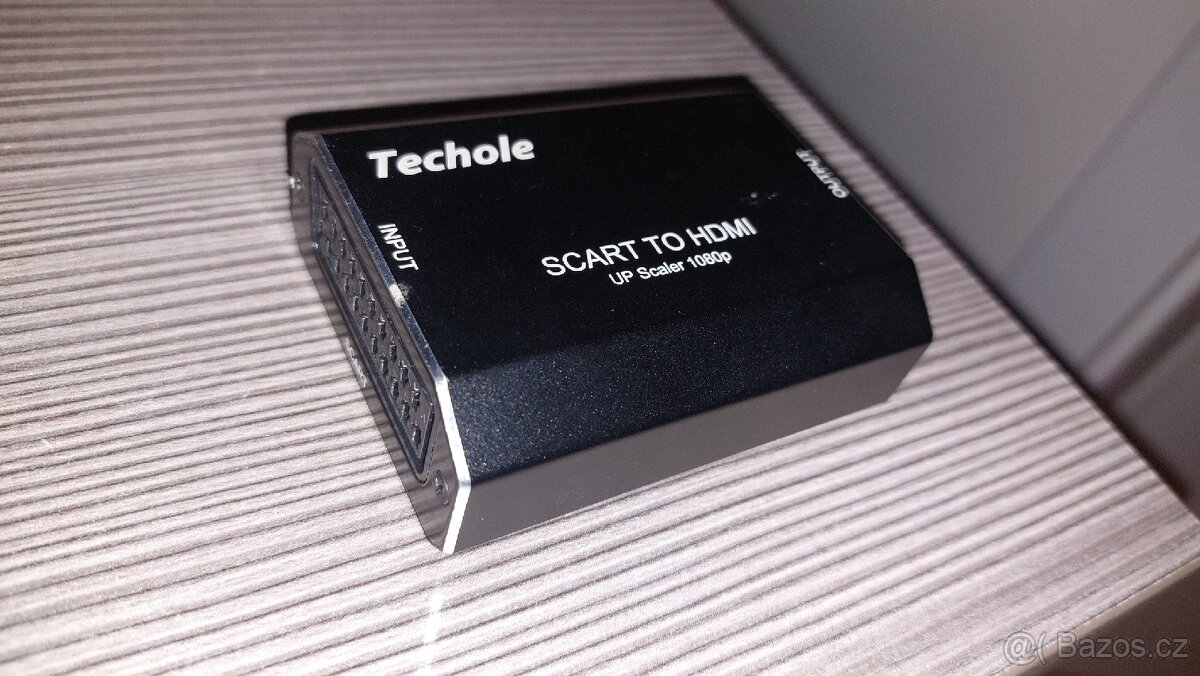 Techole
INPUT
OUTPUT
SCART TO HDMI
UP Scaler 1080p
@( Bazos.cz